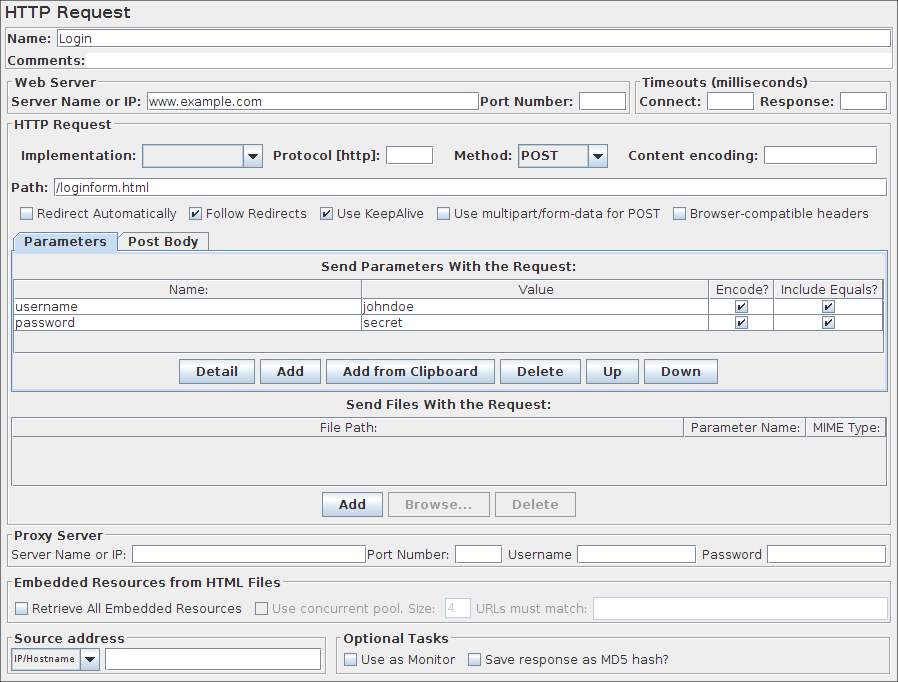 HTTP Request
Name: Login
Comments:
Web Server
Timeouts (milliseconds)
Server Name or IP: www.example.com Port Number:
Connect: Response:
HTTP Request
Implementation: Protocol [http]: Method: POST Content encoding:
Path: /loginform.html
Redirect Automatically Follow Redirects Use KeepAlive Use multipart/form-data for POST Browser-compatible headers
Parameters Post Body
Send Parameters With the Request:
Name: Value Encode? Include Equals?
username johndoe
password secret
Detail Add Add from Clipboard Delete Up Down
Send Files With the Request:
File Path: Parameter Name: MIME Type:
Add Browse... Delete
Proxy Server
Server Name or IP: Port Number: Username Password
Embedded Resources from HTML Files
Retrieve All Embedded Resources Use concurrent pool. Size: 4 URLs must match:
Source address
Optional Tasks
IP/Hostname
Use as Monitor Save response as MD5 hash?